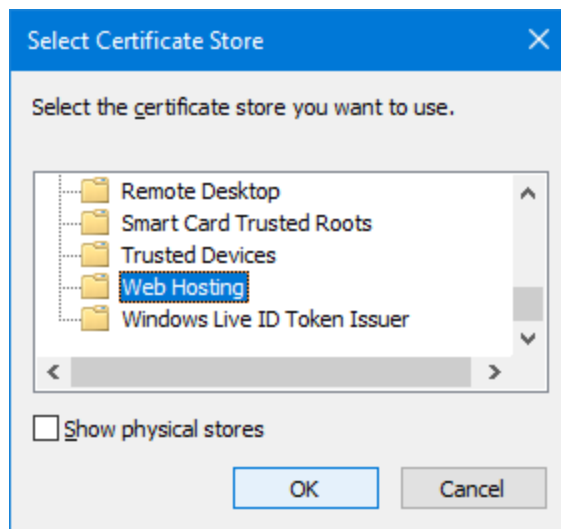 Select Certificate Store
Select the certificate store you want to use.
Remote Desktop
Smart Card Trusted Roots
Trusted Devices
Web Hosting
Windows Live ID Token Issuer
Show physical stores
OK
Cancel